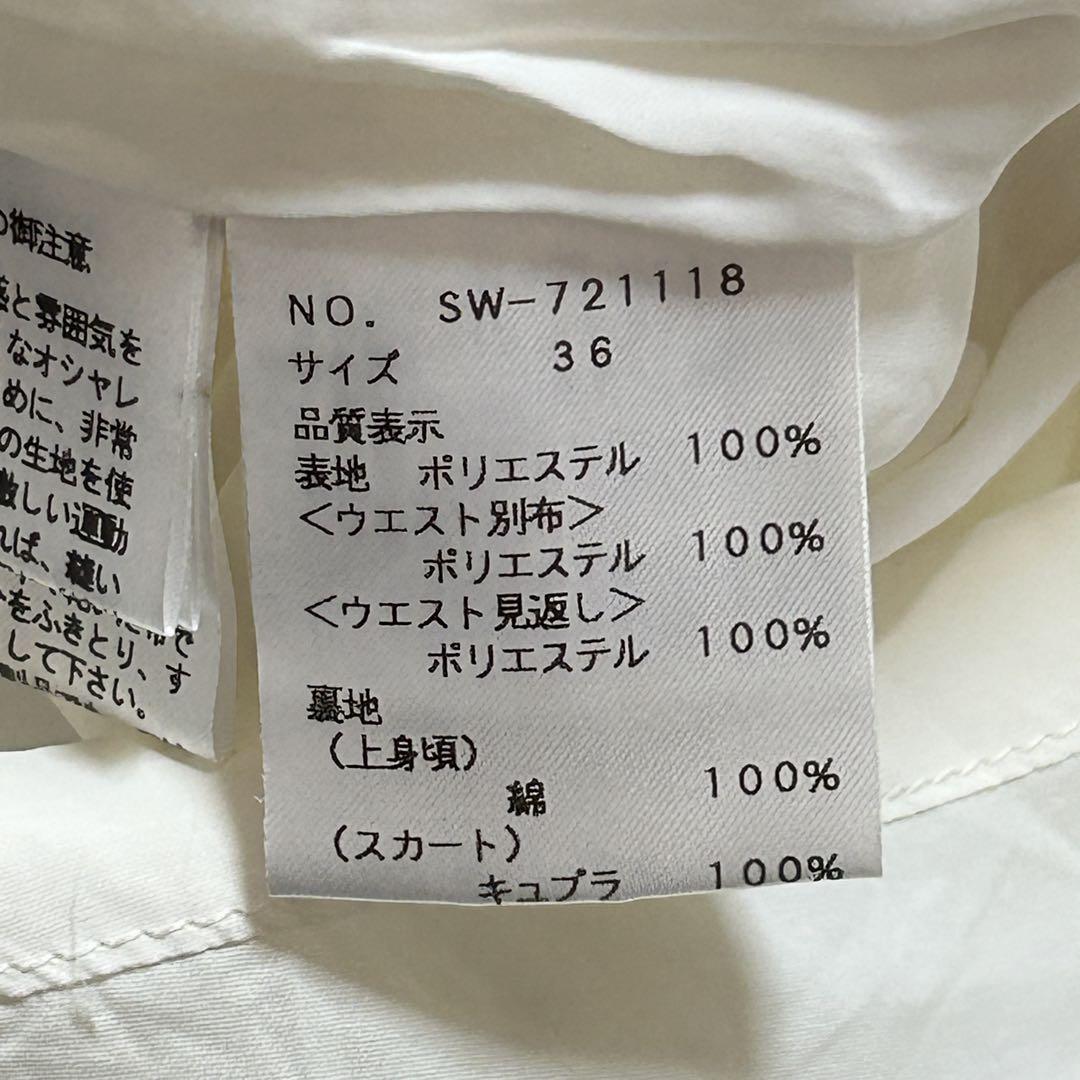 の御注意
感と雰囲気を
なオシャレ
めに、非常
の生地を使
激しい運動
れば、縫い
をふきとり、す
して下さい。
NO. SW-721118
サイズ 36
品質表示
表地 ポリエステル 100%
<ウエスト別布>
ポリエステル 100%
<ウエスト見返し>
ポリエステル 100%
裏地
(上身頃)
綿 100%
(スカート)
キュプラ 100%